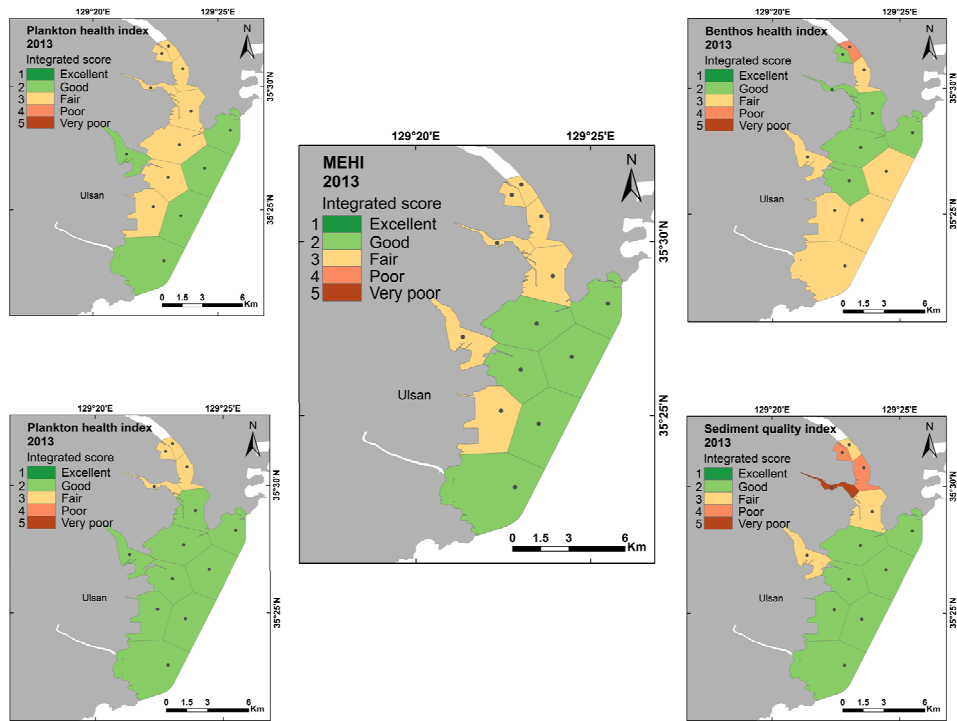 129°20'E 129°25'E
Plankton health index
2013
Integrated score
1 Excellent
2 Good
3 Fair
4 Poor
5 Very poor
N
35°30'N
35°25'N
Ulsan
0 1.5 3 6
Km
129°20'E 129°25'E
Benthos health index
2013
Integrated score
1 Excellent
2 Good
3 Fair
4 Poor
5 Very poor
N
35°30'N
35°25'N
Ulsan
0 1.5 3 6
Km
129°20'E 129°25'E
MEHI
2013
Integrated score
1 Excellent
2 Good
3 Fair
4 Poor
5 Very poor
N
35°30'N
35°25'N
Ulsan
0 1.5 3 6
Km
129°20'E 129°25'E
Plankton health index
2013
Integrated score
1 Excellent
2 Good
3 Fair
4 Poor
5 Very poor
N
35°30'N
35°25'N
Ulsan
0 1.5 3 6
Km
129°20'E 129°25'E
Sediment quality index
2013
Integrated score
1 Excellent
2 Good
3 Fair
4 Poor
5 Very poor
N
35°30'N
35°25'N
Ulsan
0 1.5 3 6
Km